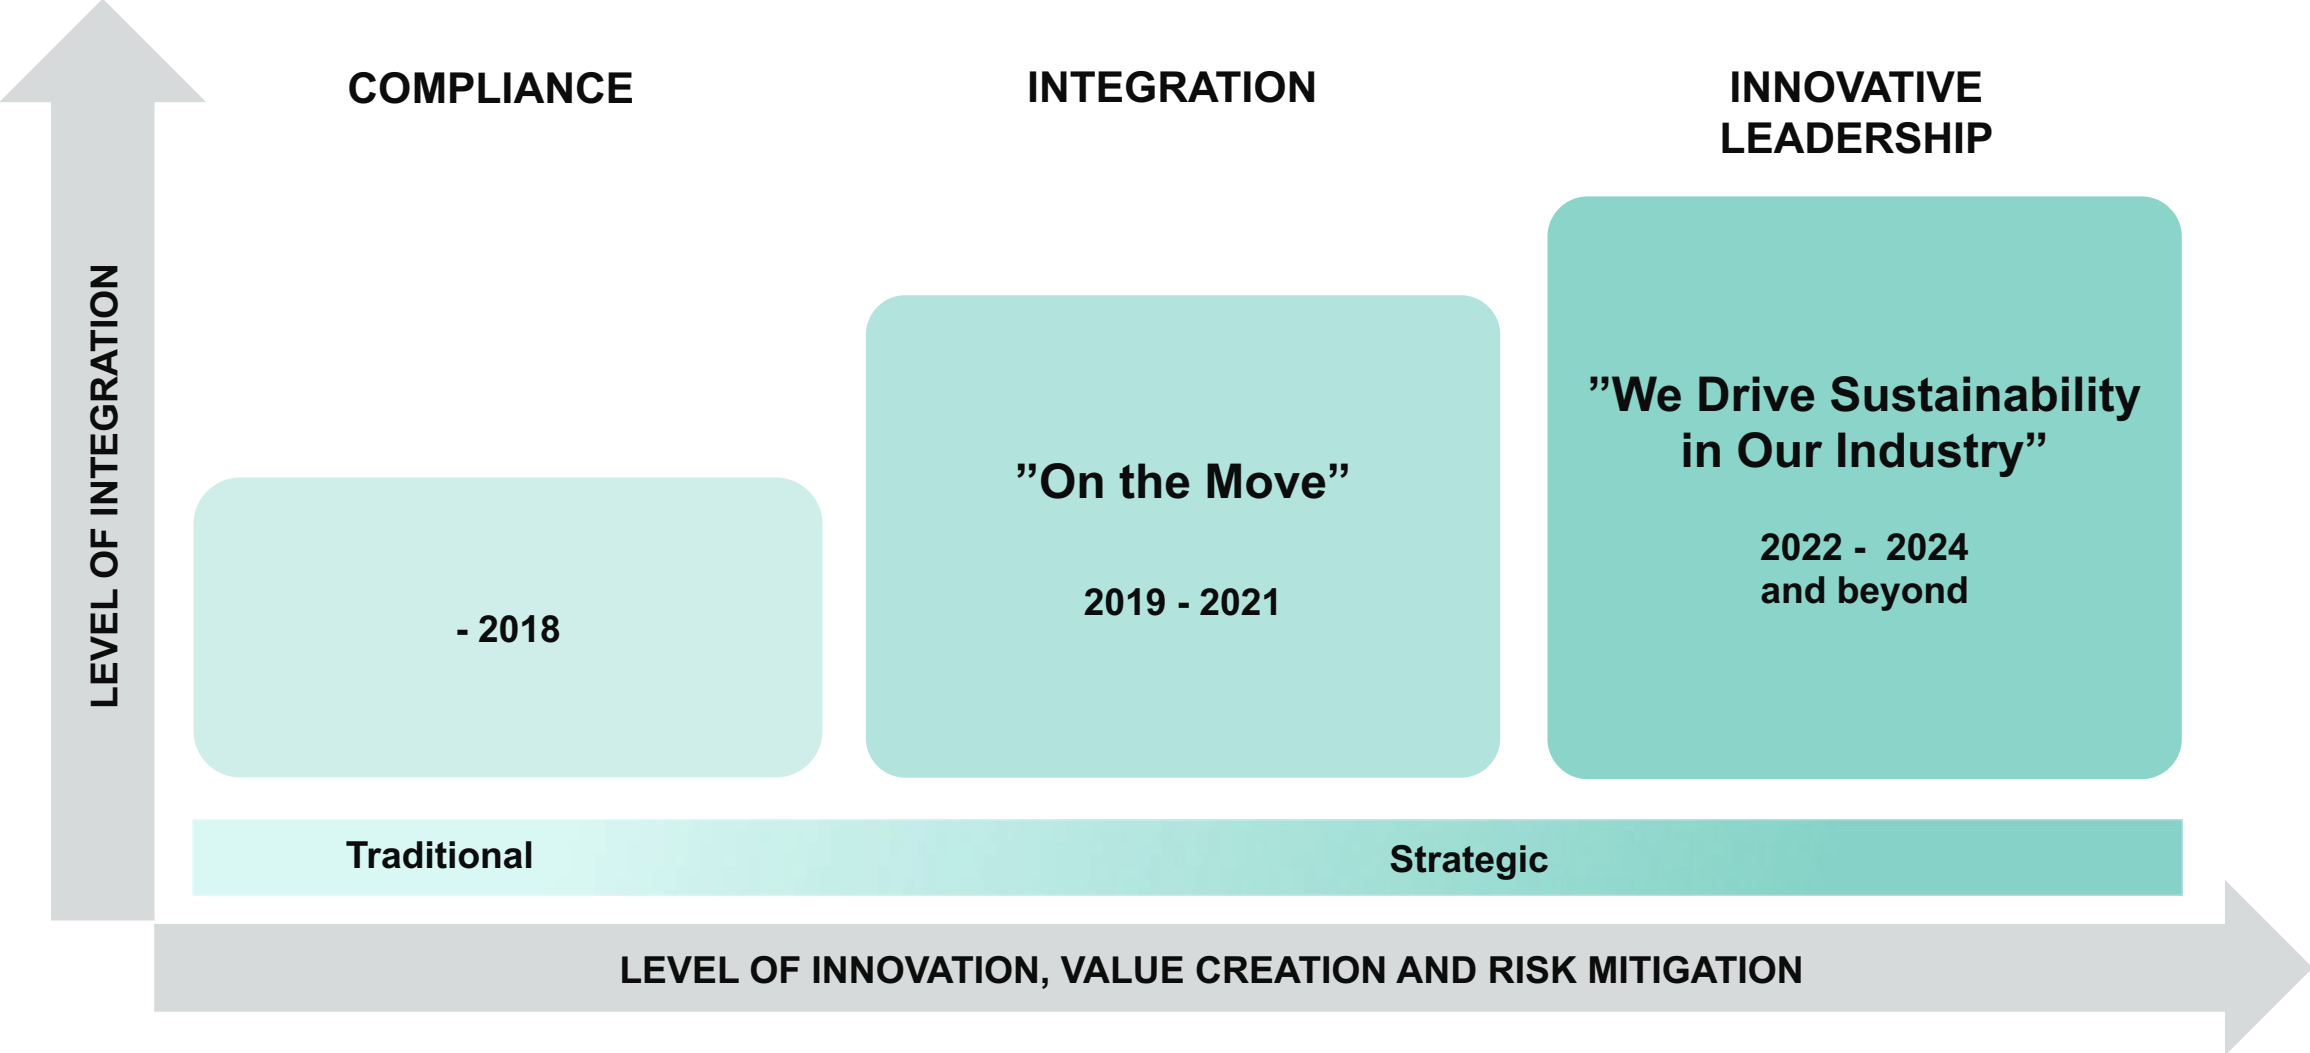 COMPLIANCE
INTEGRATION
INNOVATIVE
LEADERSHIP
LEVEL OF INTEGRATION
- 2018
”On the Move”
2019 - 2021
”We Drive Sustainability
in Our Industry”
2022 -  2024
and beyond
Traditional
Strategic
LEVEL OF INNOVATION, VALUE CREATION AND RISK MITIGATION